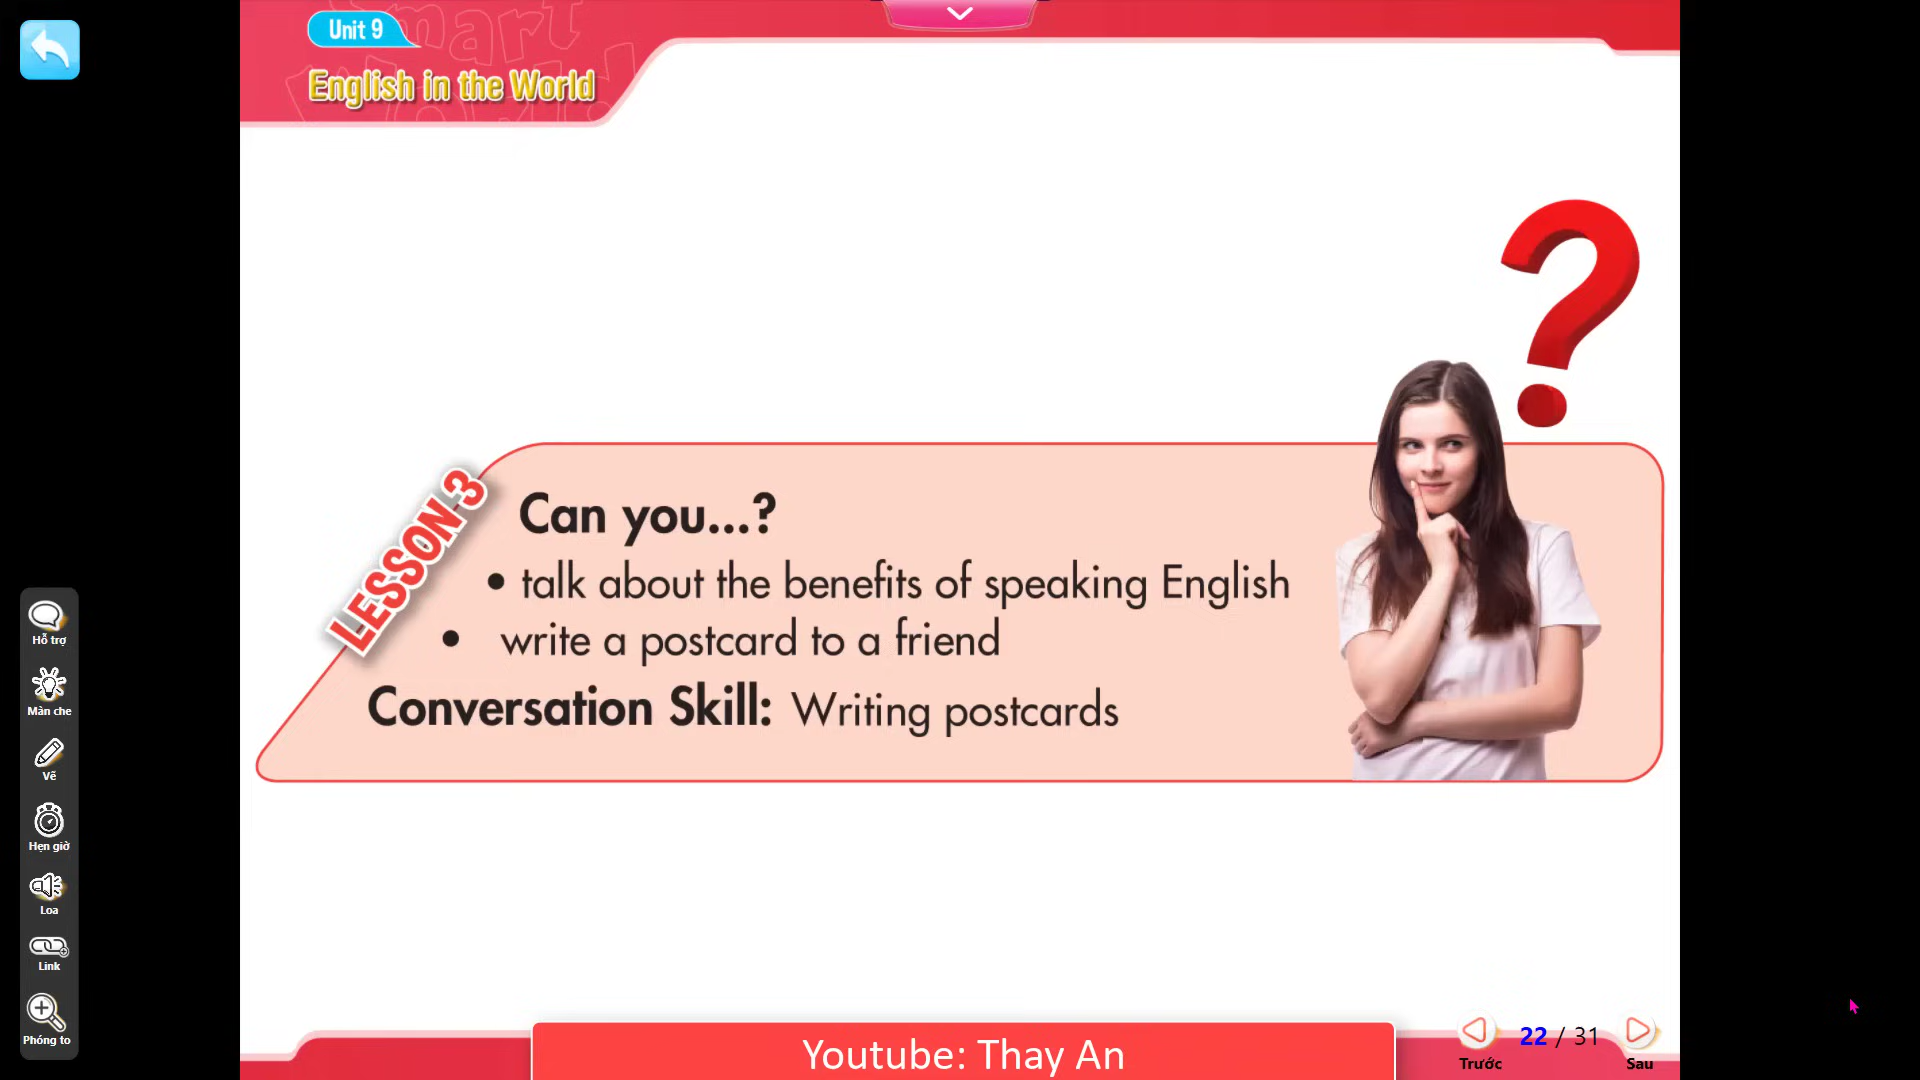 Unit 9
English in the World
LESSON 3
Can you...?
• talk about the benefits of speaking English
• write a postcard to a friend
Conversation Skill: Writing postcards
Hỗ trợ
Màn che
Vẽ
Hẹn giờ
Loa
Link
Phóng to
Youtube: Thay An
22 / 31
Trước
Sau